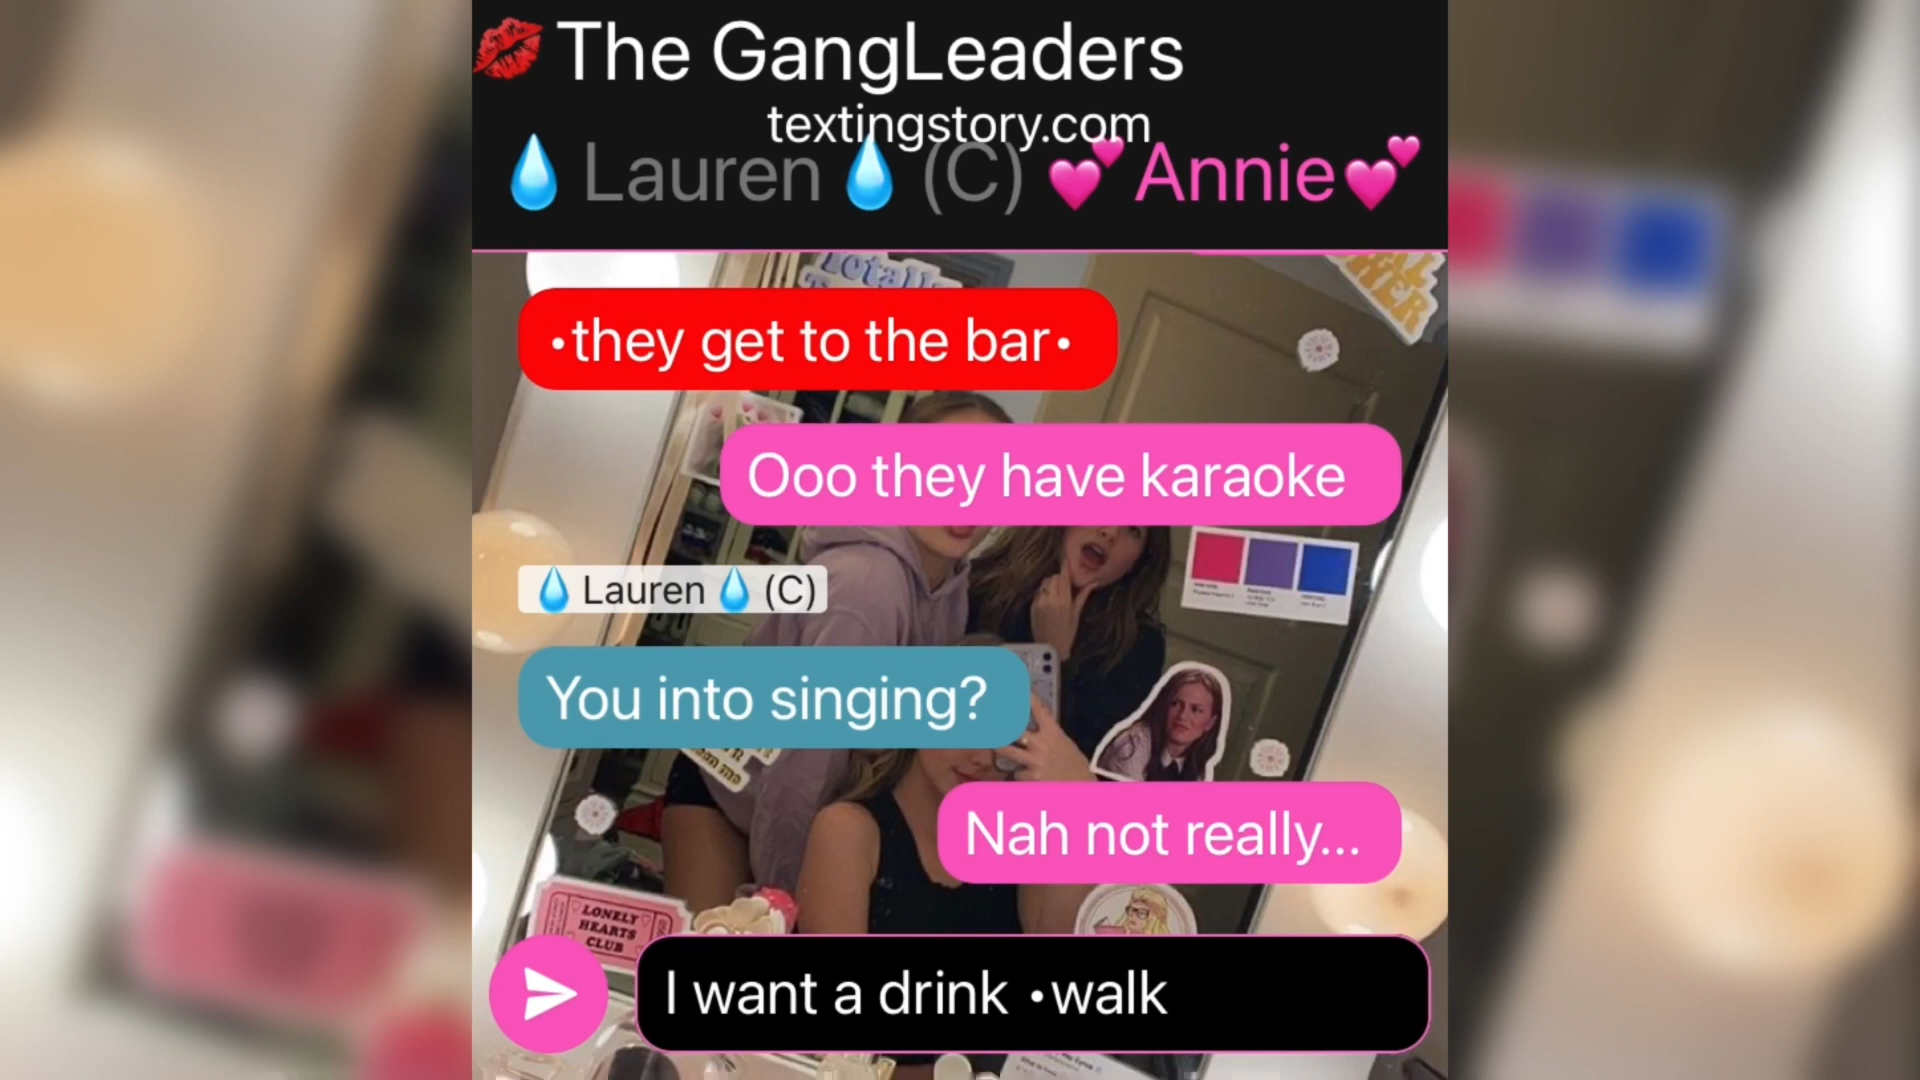 💋The GangLeaders
textingstory.com
💧Lauren💧(C) 💕Annie💕
•they get to the bar•
Ooo they have karaoke
💧Lauren💧(C)
You into singing?
Nah not really...
LONELY
HEARTS
CLUB
I want a drink •walk